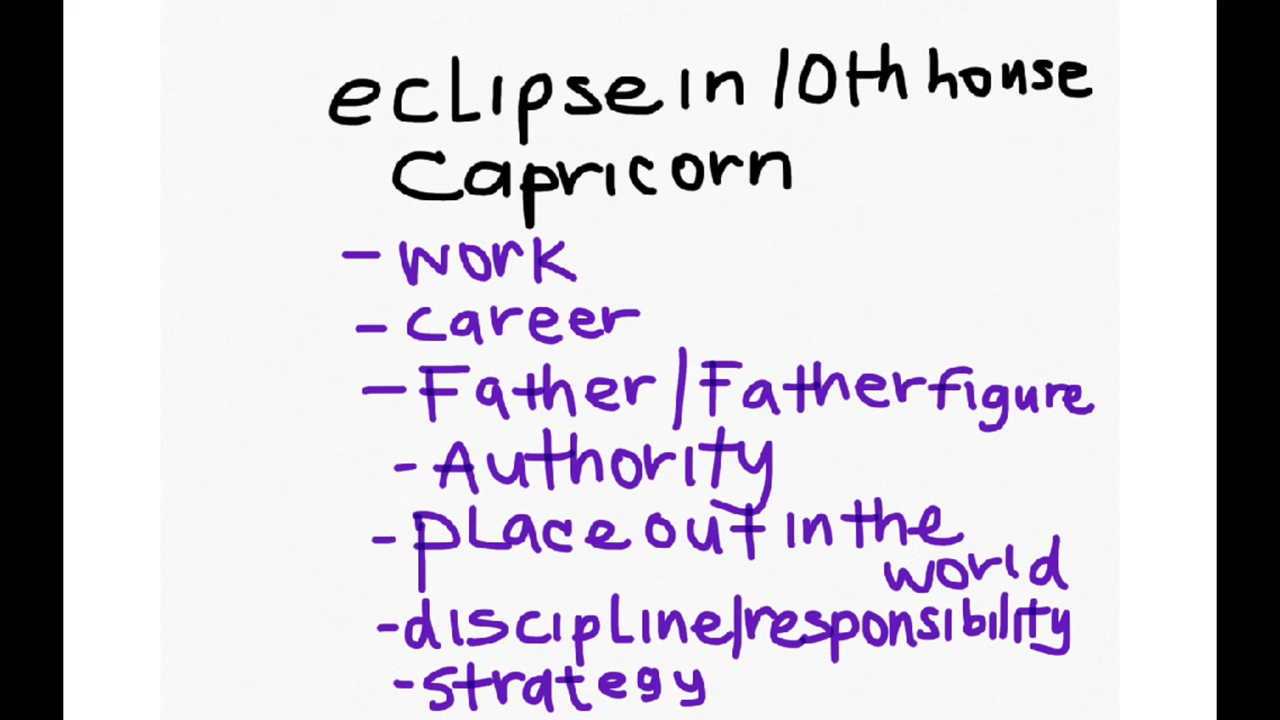 eclipse in 10th house
Capricorn
- work
- career
- Father/Father figure
- Authority
- place out in the
world
- discipline/responsibility
- strategy